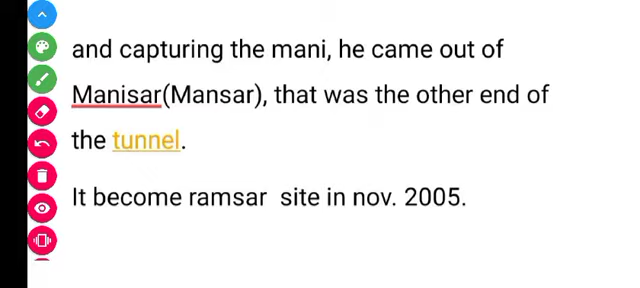 and capturing the mani, he came out of
Manisar(Mansar), that was the other end of
the tunnel.
It become ramsar  site in nov. 2005.